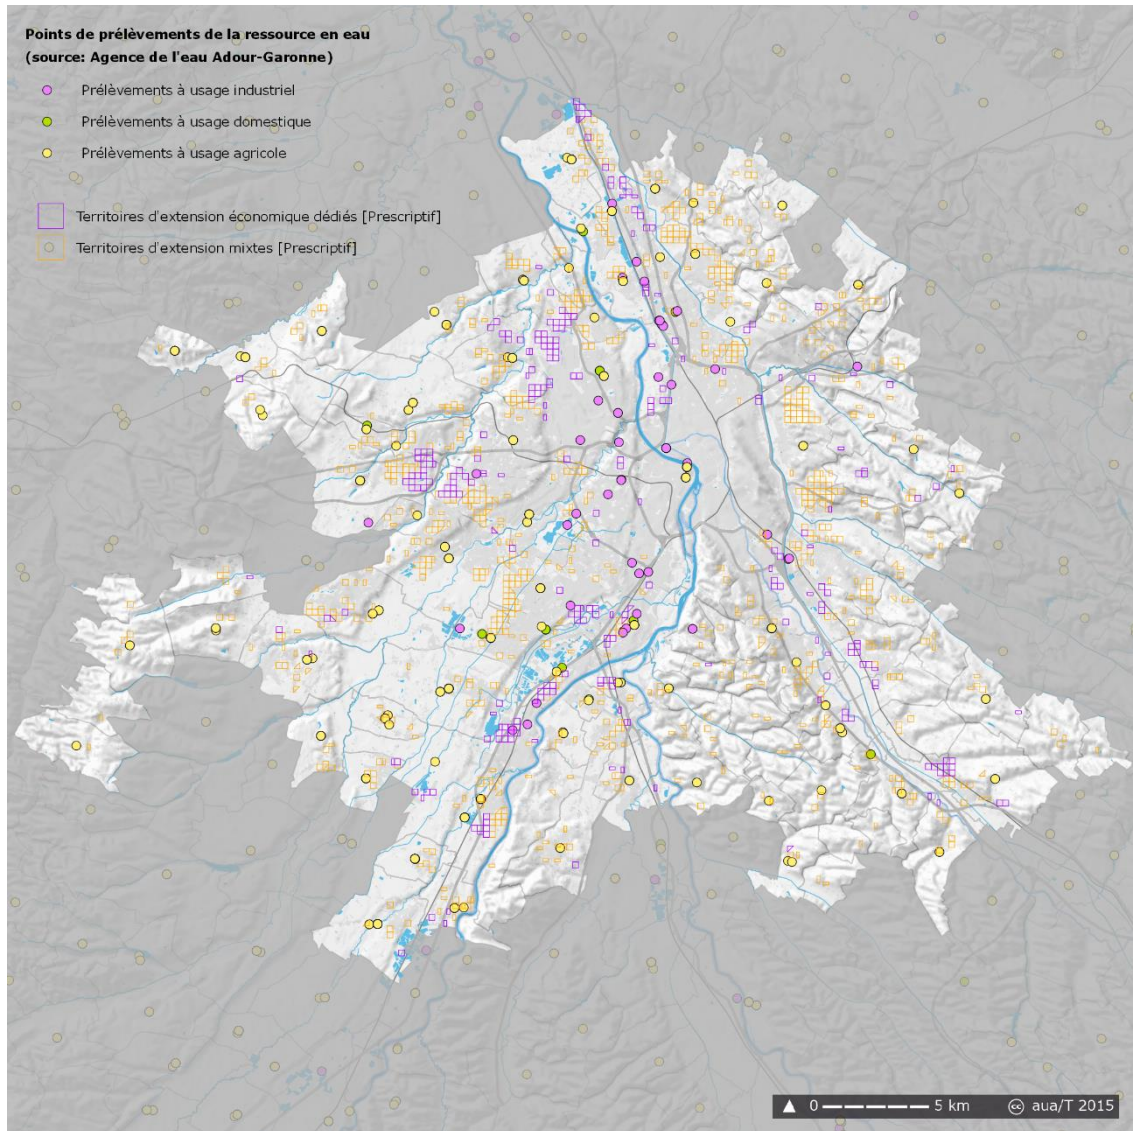 Points de prélèvements de la ressource en eau
(source: Agence de l'eau Adour-Garonne)
Prélèvements à usage industriel
Prélèvements à usage domestique
Prélèvements à usage agricole
Territoires d'extension économique dédiés [Prescriptif]
Territoires d'extension mixtes [Prescriptif]
0 5 km cc aua/T 2015